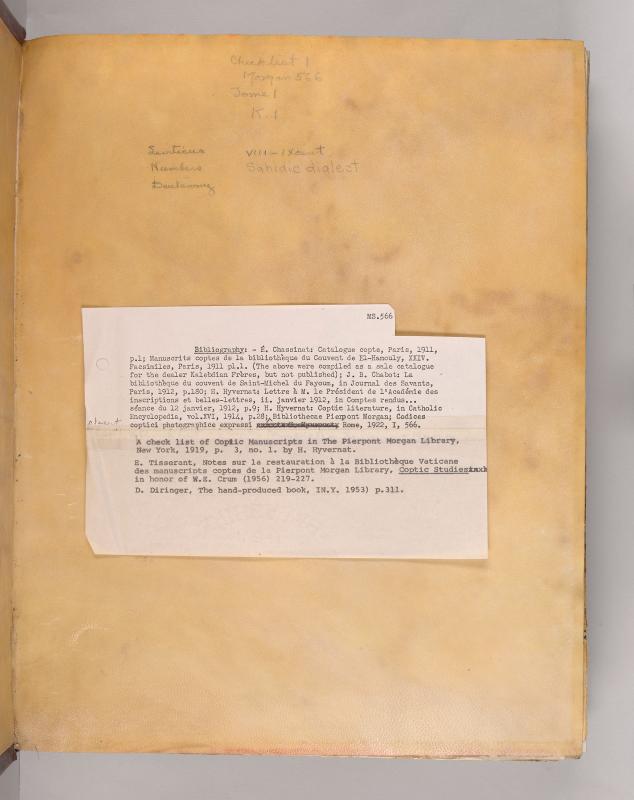 Checklist 1
Morgan 566
Tome 1
K.1
Leviticus VIII-IX cent
Numbers Sahidic dialect
Deuteronomy
MS.566
Bibliography: - É. Chassinat: Catalogue copte, Paris, 1911,
p.1; Manuscrits coptes de la bibliothèque du Couvent de El-Hamouly, XXIV.
Facsimiles, Paris, 1911 pl.1. (The above were compiled as a sale catalogue
for the dealer Kalebdian Frères, but not published); J. B. Chabot: La
bibliothèque du couvent de Saint-Michel du Fayoum, in Journal des Savants,
Paris, 1912, p.180; H. Hyvernat: Lettre à M. le Président de l'Académie des
inscriptions et belles-lettres, ii. janvier 1912, in Comptes rendus...
séance du 12 janvier, 1912, p.9; H. Hyvernat: Coptic literature, in Catholic
Encyclopedia, vol.XVI, 1914, p.28; Bibliothecae Pierpont Morgan; Codices
coptici photographice expressi Rome, 1922, I, 566.
A check list of Coptic Manuscripts in The Pierpont Morgan Library,
New York, 1919, p. 3, no. 1. by H. Hyvernat.
E. Tisserant, Notes sur la restauration à la Bibliothèque Vaticane
des manuscrits coptes de la Pierpont Morgan Library, Coptic Studies
in honor of W.E. Crum (1956) 219-227.
D. Diringer, The hand-produced book, IN.Y. 1953) p.311.